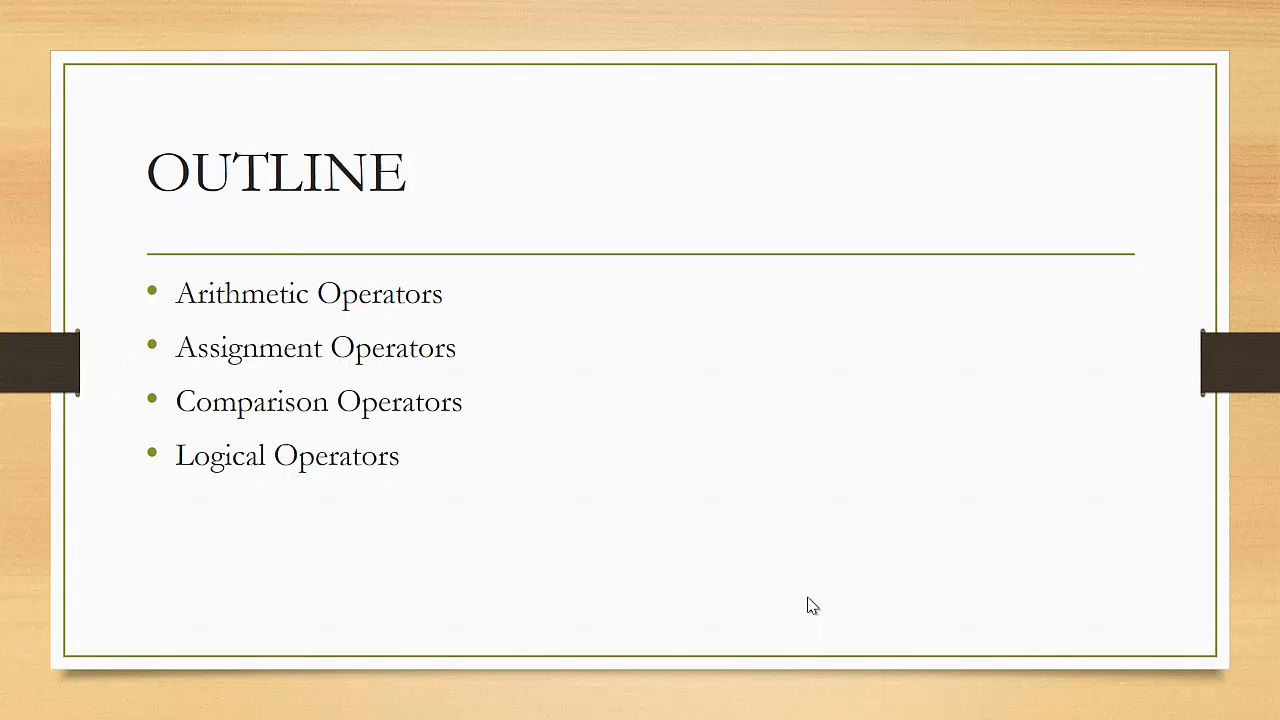 OUTLINE
• Arithmetic Operators
• Assignment Operators
• Comparison Operators
• Logical Operators